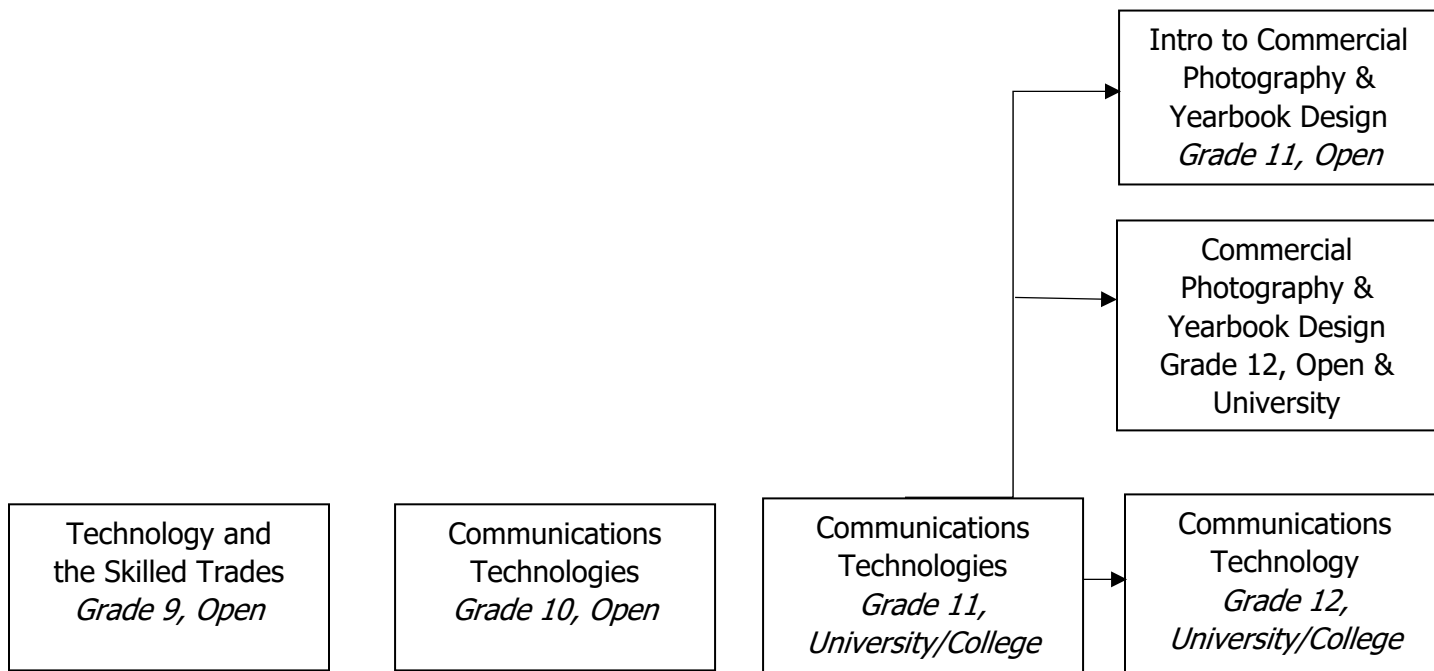 Intro to Commercial
Photography &
Yearbook Design
Grade 11, Open
Commercial
Photography &
Yearbook Design
Grade 12, Open &
University
Technology and
the Skilled Trades
Grade 9, Open
Communications
Technologies
Grade 10, Open
Communications
Technologies
Grade 11,
University/College
Communications
Technology
Grade 12,
University/College